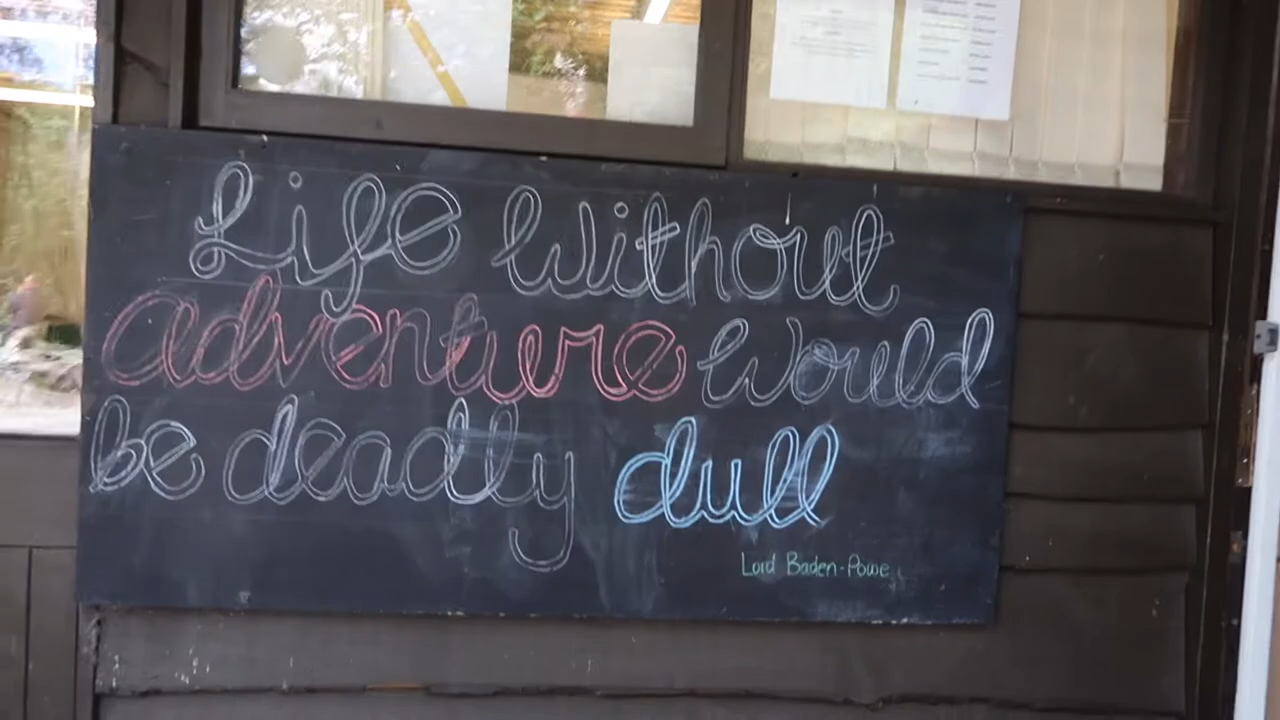 Life without
adventure would
be deadly dull
Lord Baden-Powe